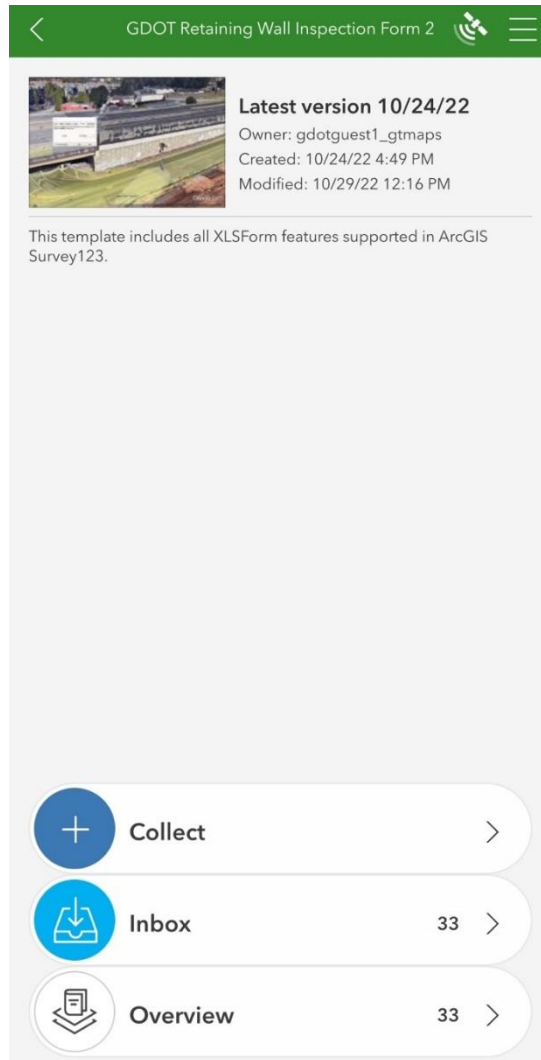 GDOT Retaining Wall Inspection Form 2
Latest version 10/24/22
Owner: gdotguest1_gtmaps
Created: 10/24/22 4:49 PM
Modified: 10/29/22 12:16 PM
This template includes all XLSForm features supported in ArcGIS
Survey123.
Collect
Inbox 33
Overview 33